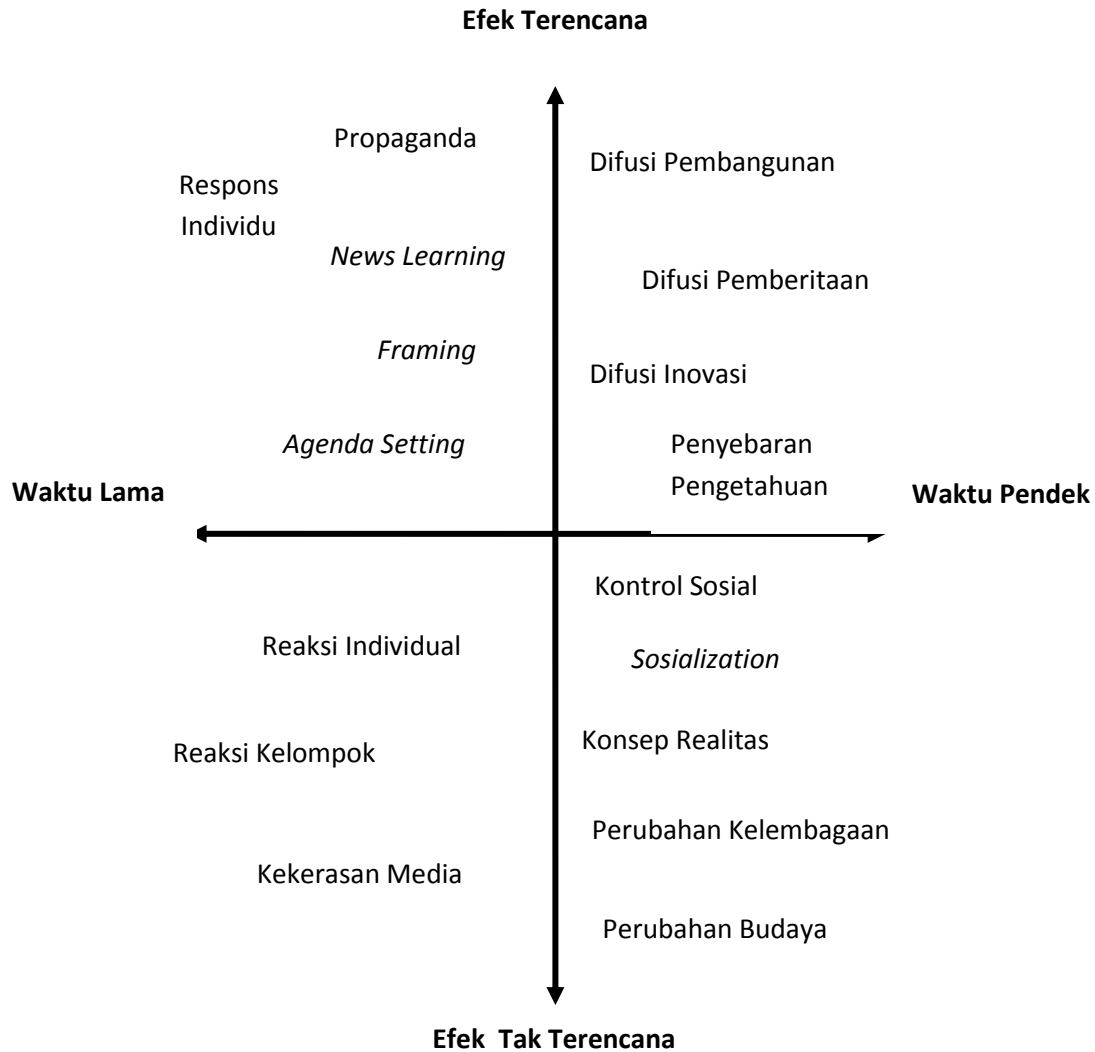 Efek Terencana
Propaganda
Difusi Pembangunan
Respons
Individu
News Learning
Difusi Pemberitaan
Framing
Difusi Inovasi
Agenda Setting
Penyebaran
Pengetahuan
Waktu Lama
Waktu Pendek
Kontrol Sosial
Reaksi Individual
Sosialization
Reaksi Kelompok
Konsep Realitas
Perubahan Kelembagaan
Kekerasan Media
Perubahan Budaya
Efek Tak Terencana